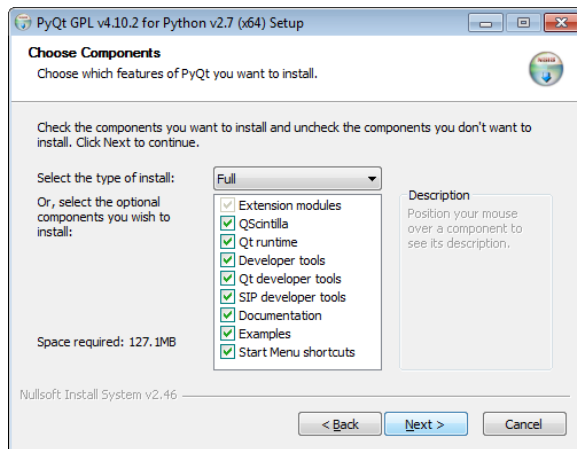 PyQt GPL v4.10.2 for Python v2.7 (x64) Setup
Choose Components
Choose which features of PyQt you want to install.
Check the components you want to install and uncheck the components you don't want to
install. Click Next to continue.
Select the type of install:
Full
Or, select the optional
components you wish to
install:
Extension modules
QScintilla
Qt runtime
Developer tools
Qt developer tools
SIP developer tools
Documentation
Examples
Start Menu shortcuts
Description
Position your mouse
over a component to
see its description.
Space required: 127.1MB
Nullsoft Install System v2.46
< Back
Next >
Cancel